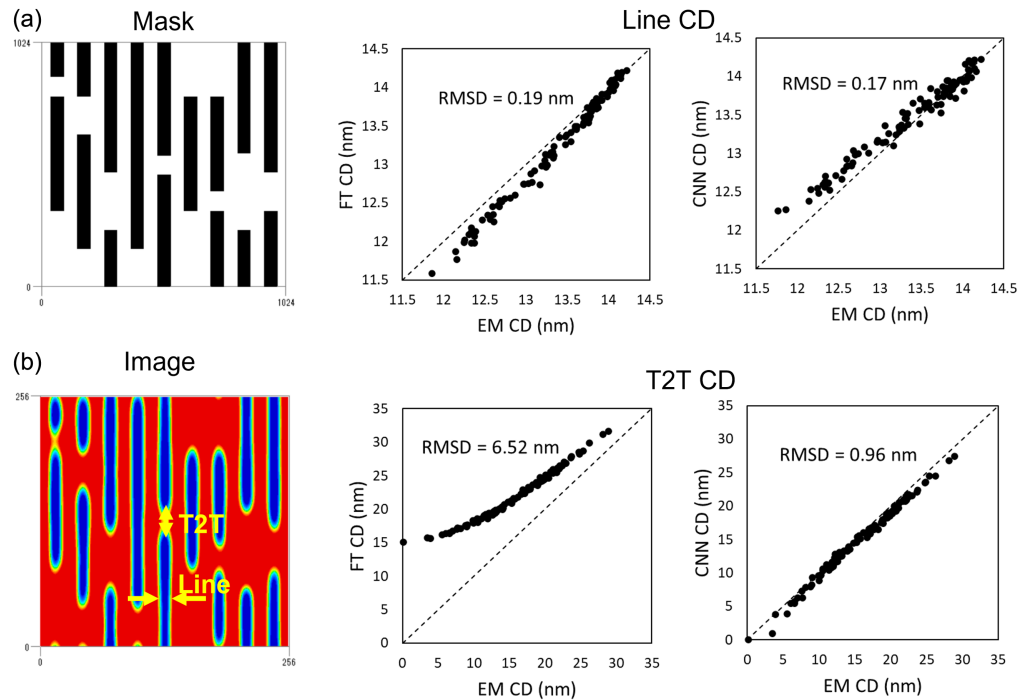 (a)
Mask
1024
0
0
1024
Line CD
14.5
14
13.5
13
12.5
12
11.5
FT CD (nm)
RMSD = 0.19 nm
11.5 12 12.5 13 13.5 14 14.5
EM CD (nm)
14.5
14
13.5
13
12.5
12
11.5
CNN CD (nm)
RMSD = 0.17 nm
11.5 12 12.5 13 13.5 14 14.5
EM CD (nm)
(b)
Image
256
0
0
256
T2T
Line
T2T CD
35
30
25
20
15
10
5
0
FT CD (nm)
RMSD = 6.52 nm
0 5 10 15 20 25 30 35
EM CD (nm)
35
30
25
20
15
10
5
0
CNN CD (nm)
RMSD = 0.96 nm
0 5 10 15 20 25 30 35
EM CD (nm)